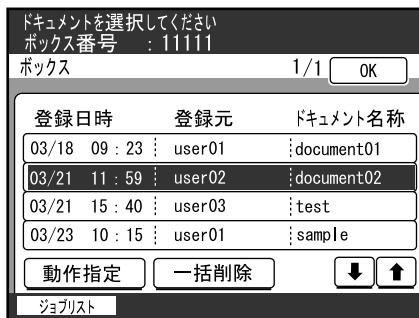 ドキュメントを選択してください
ボックス番号 : 11111
ボックス 1/1 OK
登録日時 登録元 ドキュメント名称
03/18 09 : 23 user01 document01
03/21 11 : 59 user02 document02
03/21 15 : 40 user03 test
03/23 10 : 15 user01 sample
動作指定 一括削除
ジョブリスト